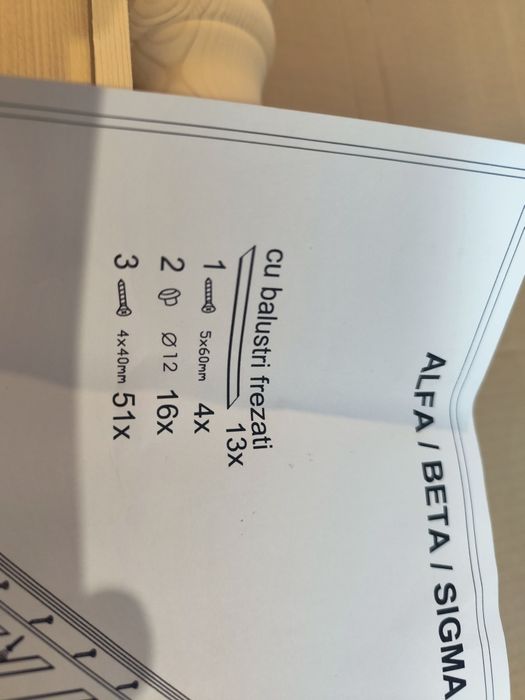 ALFA / BETA / SIGMA
cu balustri frezati
13x
1 5x60mm 4x
2 Ø12 16x
3 4x40mm 51x